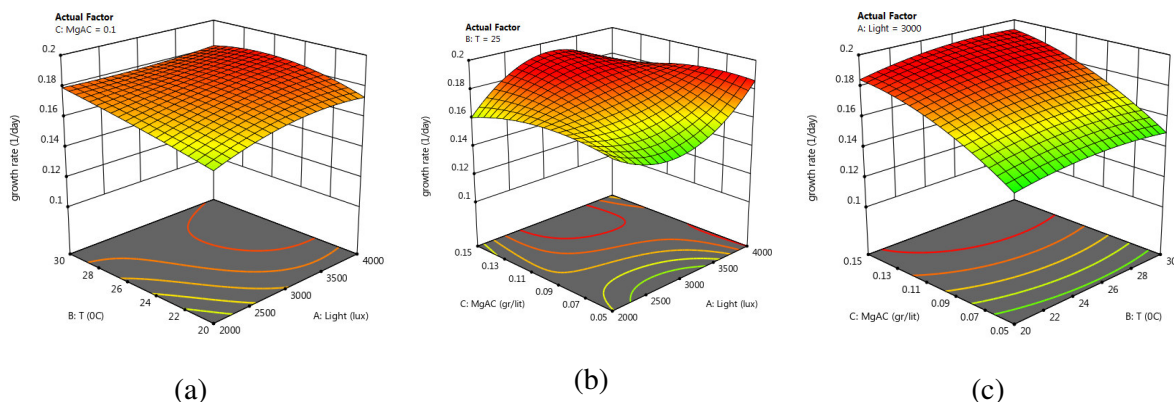 Actual Factor
C: MgAC = 0.1
0.2
0.18
0.16
0.14
0.12
0.1
growth rate (1/day)
30
28
26
24
22
20
B: T (0C)
2000
2500
3000
3500
4000
A: Light (lux)
(a)
Actual Factor
B: T = 25
0.2
0.18
0.16
0.14
0.12
0.1
growth rate (1/day)
0.15
0.13
0.11
0.09
0.07
0.05
C: MgAC (gr/lit)
2000
2500
3000
3500
4000
A: Light (lux)
(b)
Actual Factor
A: Light = 3000
0.2
0.18
0.16
0.14
0.12
0.1
growth rate (1/day)
0.15
0.13
0.11
0.09
0.07
0.05
C: MgAC (gr/lit)
20
22
24
26
28
30
B: T (0C)
(c)